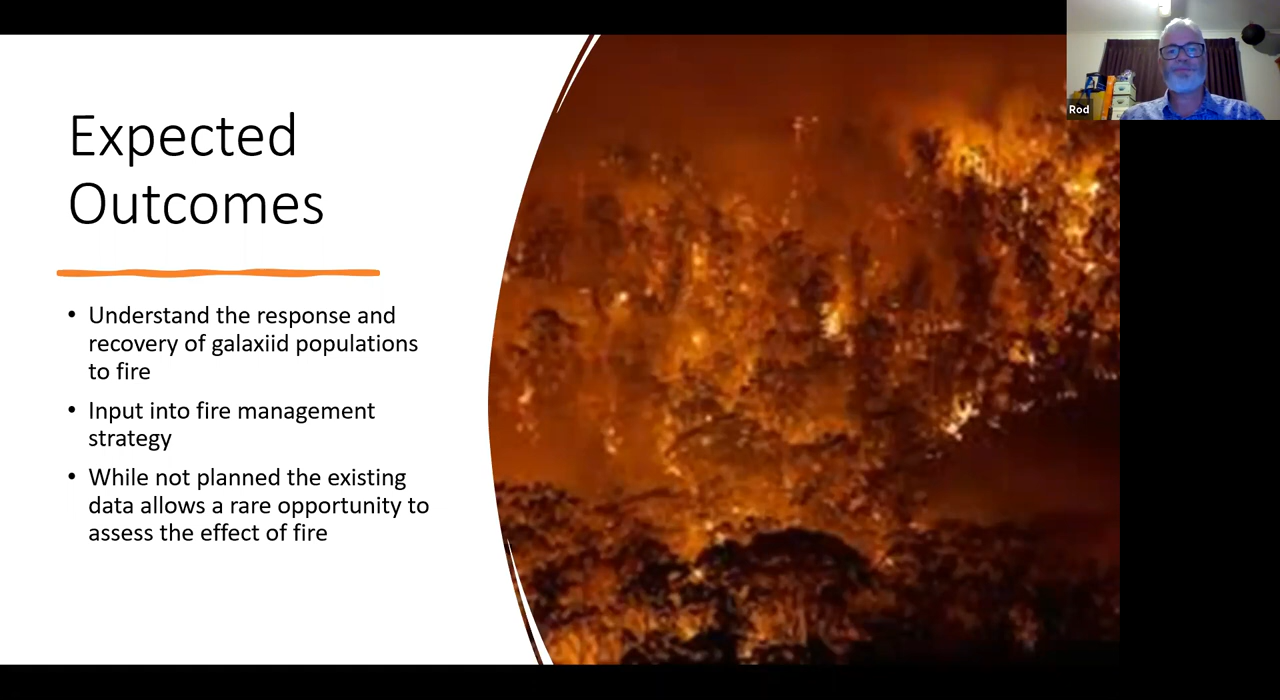 Expected
Outcomes
• Understand the response and
recovery of galaxiid populations
to fire
• Input into fire management
strategy
• While not planned the existing
data allows a rare opportunity to
assess the effect of fire
Rod